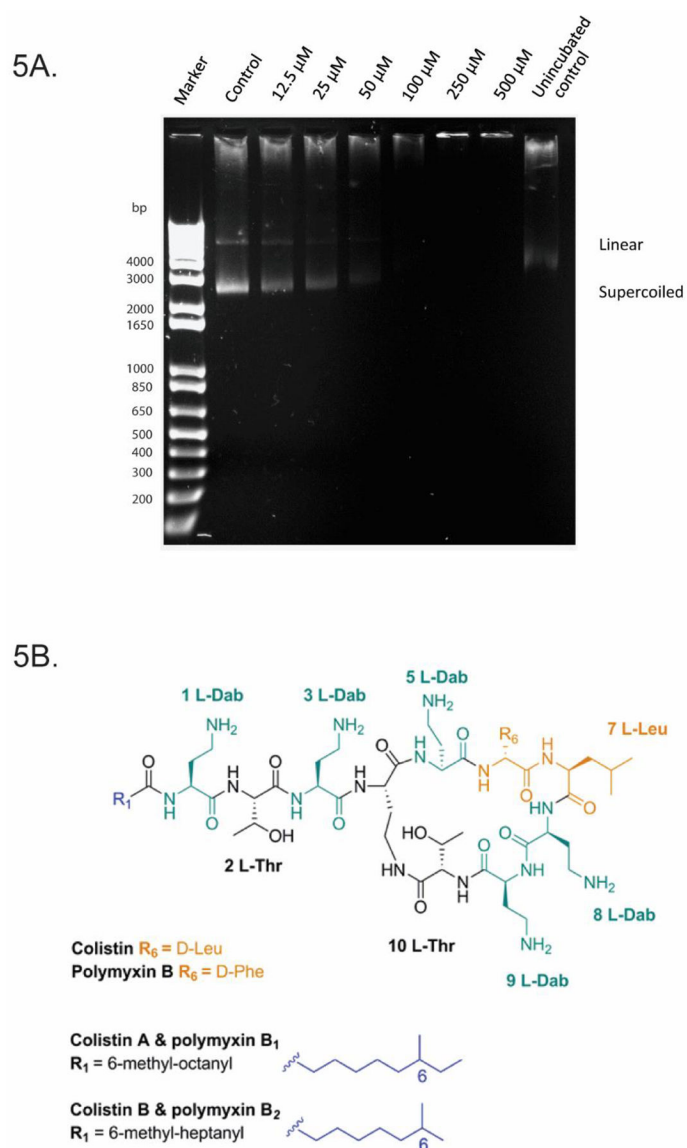 5A.
Marker
Control
12.5 µM
25 µM
50 µM
100 µM
250 µM
500 µM
Unincubated
control
bp
4000
3000
2000
1650
1000
850
650
500
400
300
200
Linear
Supercoiled
5B.
1 L-Dab
3 L-Dab
5 L-Dab
7 L-Leu
NH2
NH2
NH2
R6
O
H
N
O
O
H
N
O
H
N
O
H
N
R1
N
H
O
OH
N
H
O
N
H
O
O
HN
HO
O
O
2 L-Thr
HN
O
N
H
O
NH
NH2
8 L-Dab
NH2
10 L-Thr
9 L-Dab
Colistin R6 = D-Leu
Polymyxin B R6 = D-Phe
Colistin A & polymyxin B1
R1 = 6-methyl-octanyl
6
Colistin B & polymyxin B2
R1 = 6-methyl-heptanyl
6